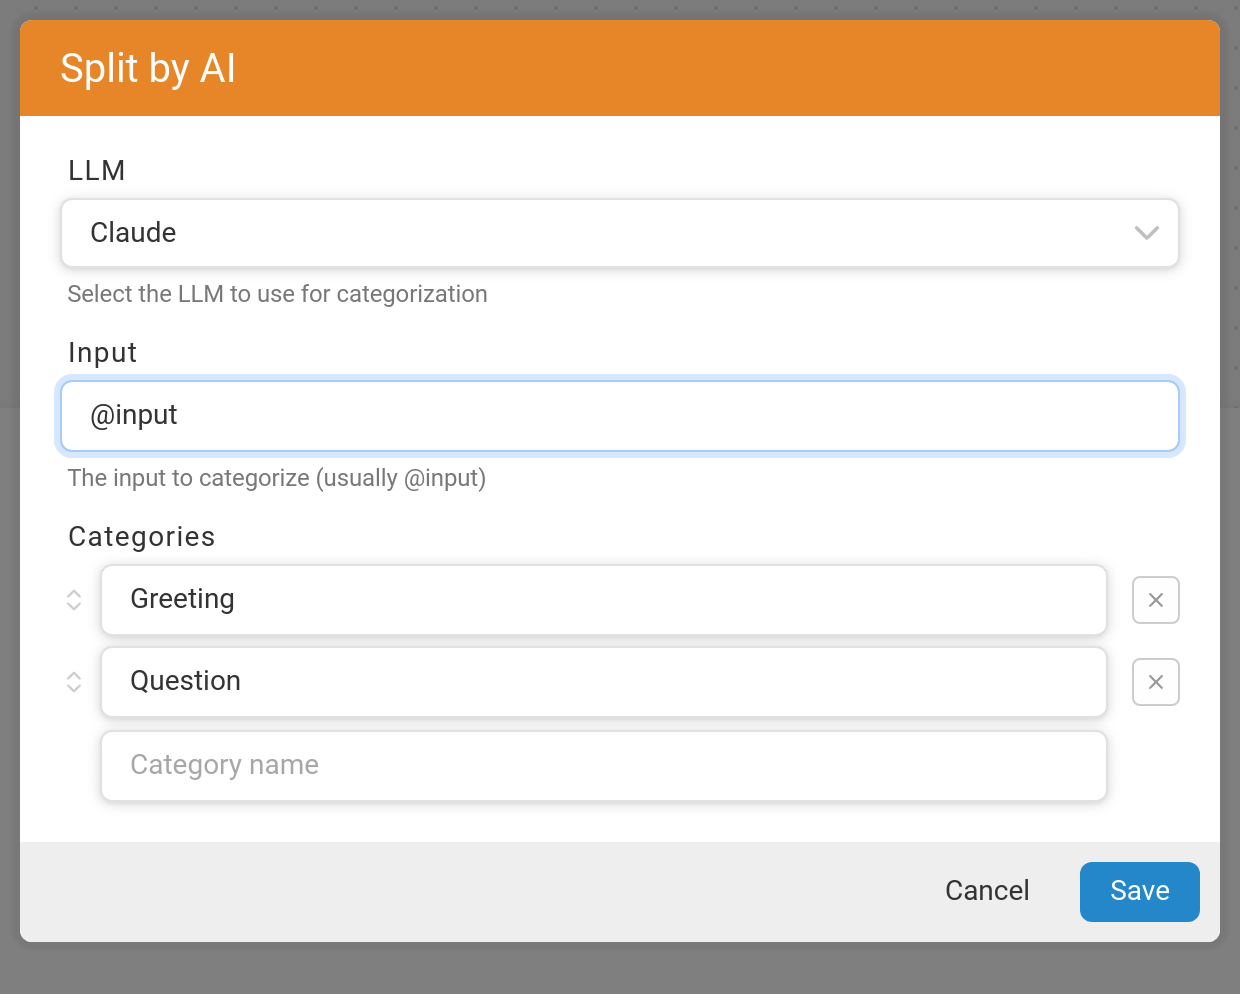 Split by AI
LLM
Claude
Select the LLM to use for categorization
Input
@input
The input to categorize (usually @input)
Categories
Greeting
Question
Category name
Cancel
Save